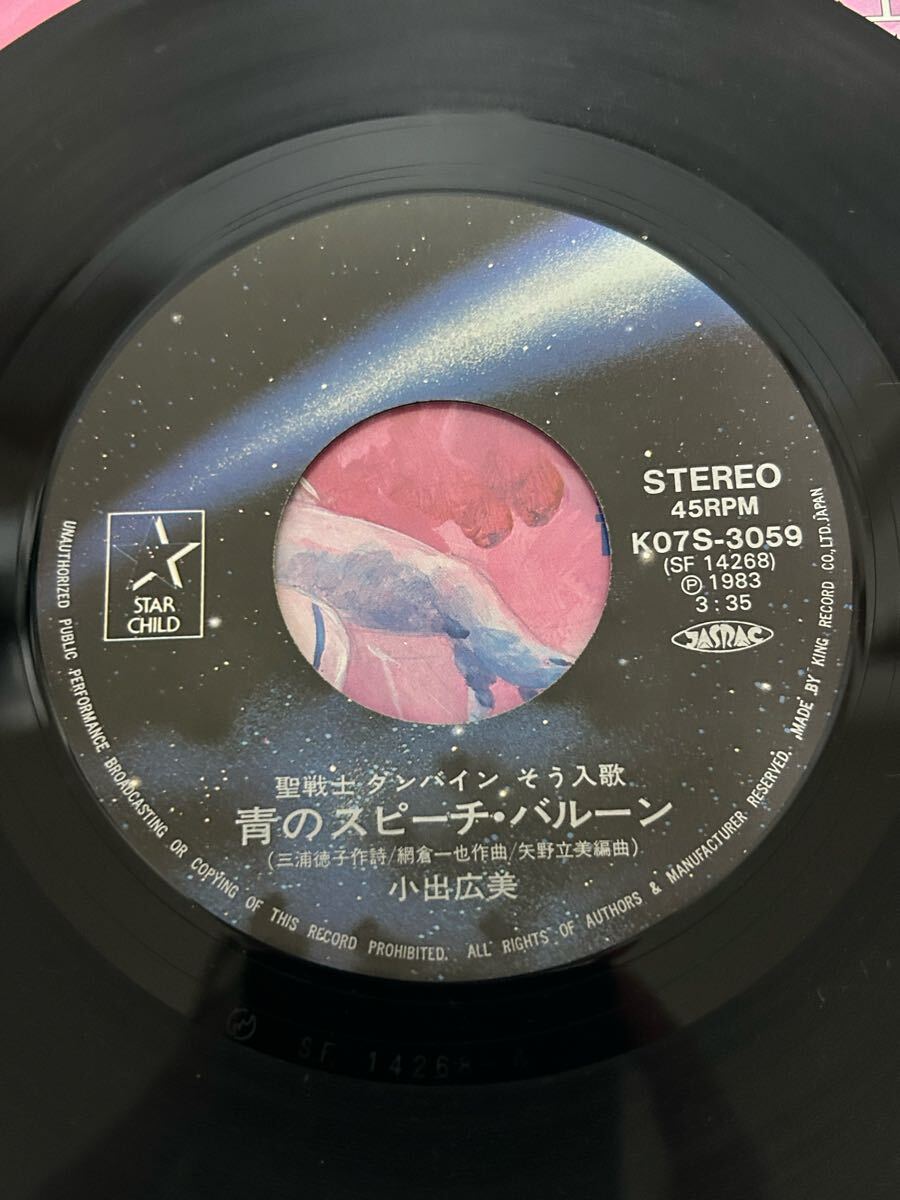 STEREO
45RPM
K07S-3059
(SF 14268)
Ⓟ 1983
3:35
JASRAC
STAR
CHILD
聖戦士 ダンバイン そう入歌
青のスピーチ・バルーン
(三浦徳子作詩/網倉一也作曲/矢野立美編曲)
小出広美
UNAUTHORIZED PUBLIC PERFORMANCE BROADCASTING OR COPYING OF THIS RECORD PROHIBITED. ALL RIGHTS OF AUTHORS & MANUFACTURER RESERVED. MADE BY KING RECORD CO., LTD. JAPAN
SF 1426